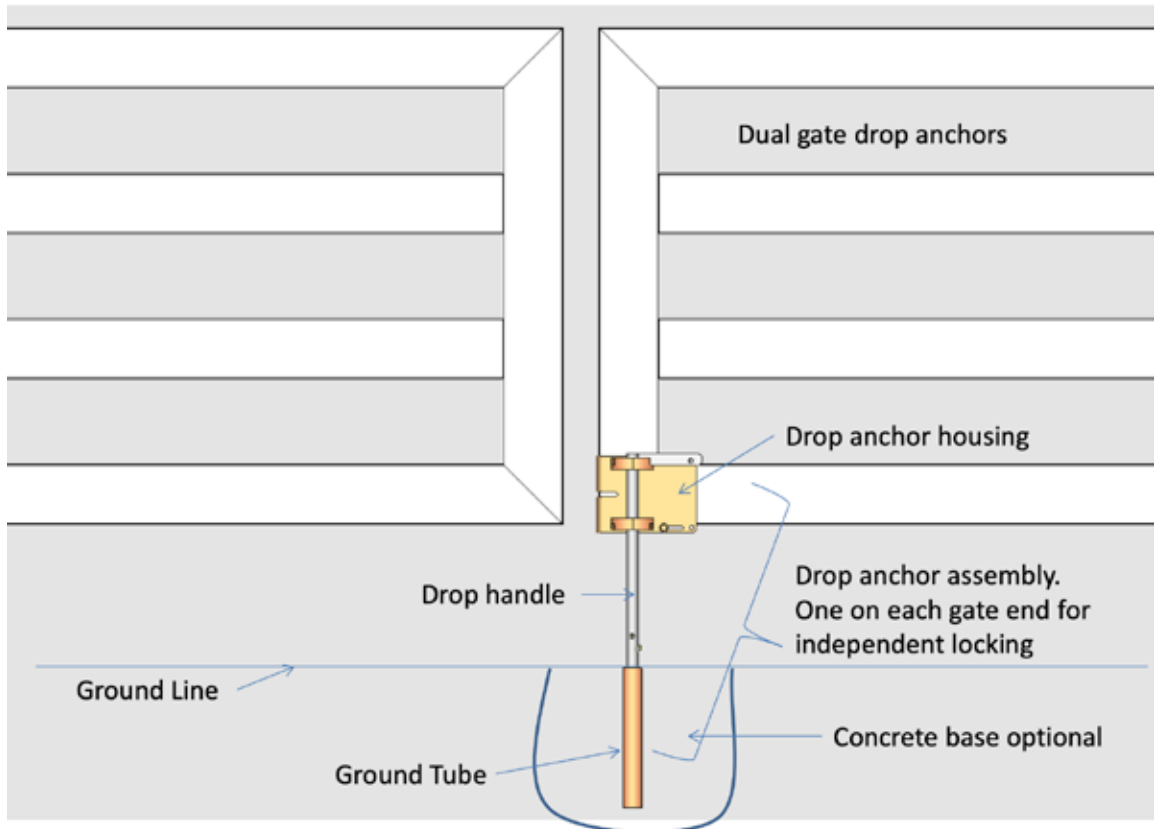 Dual gate drop anchors
Drop anchor housing
Drop handle
Drop anchor assembly.
One on each gate end for
independent locking
Ground Line
Concrete base optional
Ground Tube